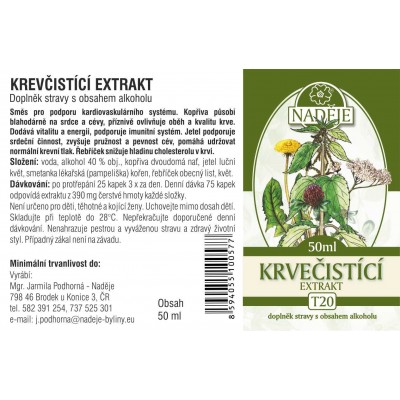 KREVČISTÍCÍ EXTRAKT
Doplněk stravy s obsahem alkoholu
Směs pro podporu kardiovaskulárního systému. Kopřiva působí
blahodárně na srdce a cévy, příznivě ovlivňuje oběh a kvalitu krve.
Dodává vitalitu a energii, podporuje imunitní systém. Jetel podporuje
srdeční činnost, zvyšuje pružnost a pevnost cév, pomáhá udržovat
normální krevní tlak. Řebříček snižuje hladinu cholesterolu v krvi.
Složení: voda, alkohol 40 % obj., kopřiva dvoudomá nať, jetel luční
květ, smetanka lékařská (pampeliška) kořen, řebříček obecný list, květ.
Dávkování: po protřepání 25 kapek 3 x za den. Denní dávka 75 kapek
odpovídá extraktu z 390 mg čerstvé hmoty každé složky.
Není určeno pro děti, těhotné a kojící ženy. Uchovejte mimo dosah dětí.
Skladujte při teplotě do 28°C. Nepřekračujte doporučené denní
dávkování. Nenahrazuje pestrou a vyváženou stravu a zdravý životní
styl. Případný zákal není na závadu.
Minimální trvanlivost do:
Vyrábí:
Mgr. Jarmila Podhorná - Naděje
798 46 Brodek u Konice 3, ČR
tel. 582 391 254, 737 525 301
e-mail: j.podhorna@nadeje-byliny.eu
Obsah
50 ml
8 594055 100577
NADĚJE
50ml
KRVEČISTÍCÍ
EXTRAKT
T20
doplněk stravy s obsahem alkoholu